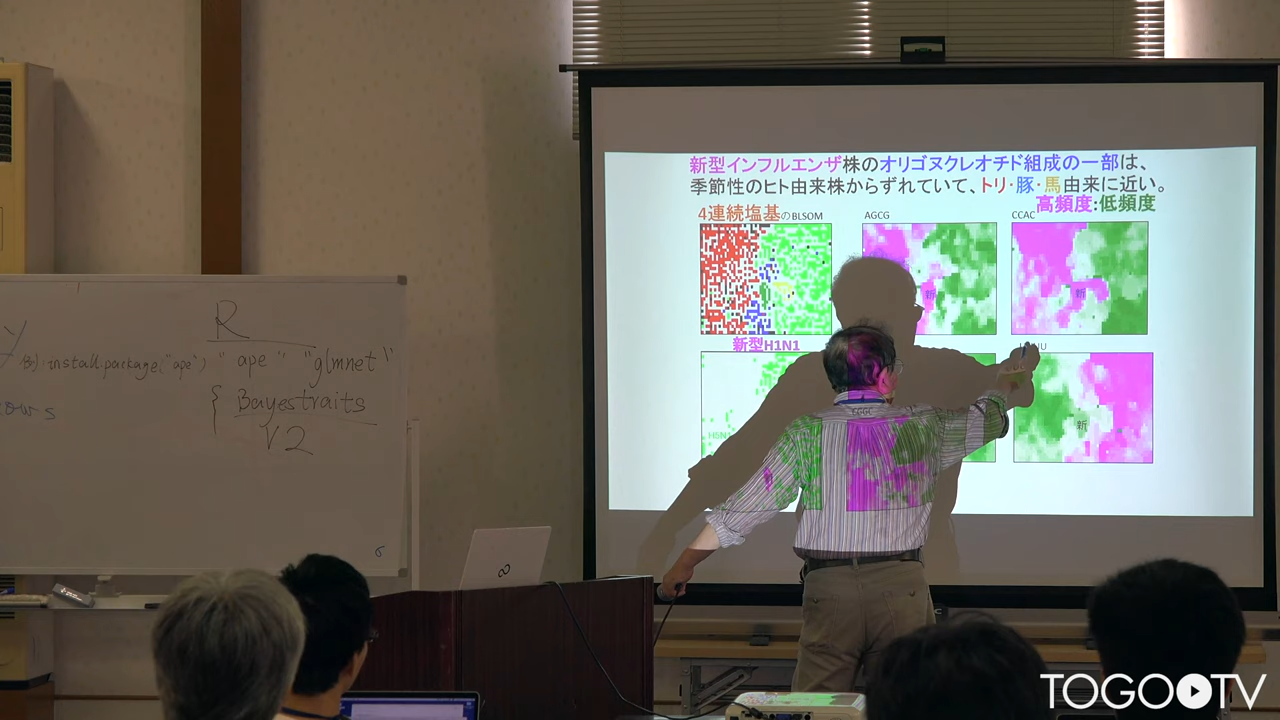 新型インフルエンザ株のオリゴヌクレオチド組成の一部は、
季節性のヒト由来株からずれていて、トリ・豚・馬由来に近い。
高頻度:低頻度
4連続塩基のBLSOM
AGCG
CCAC
新
新
新型H1N1
CGGC
新
R
例) install.package("ape") "ape" "glmnet"
ows
Bayestraits
V2
TOGOTV